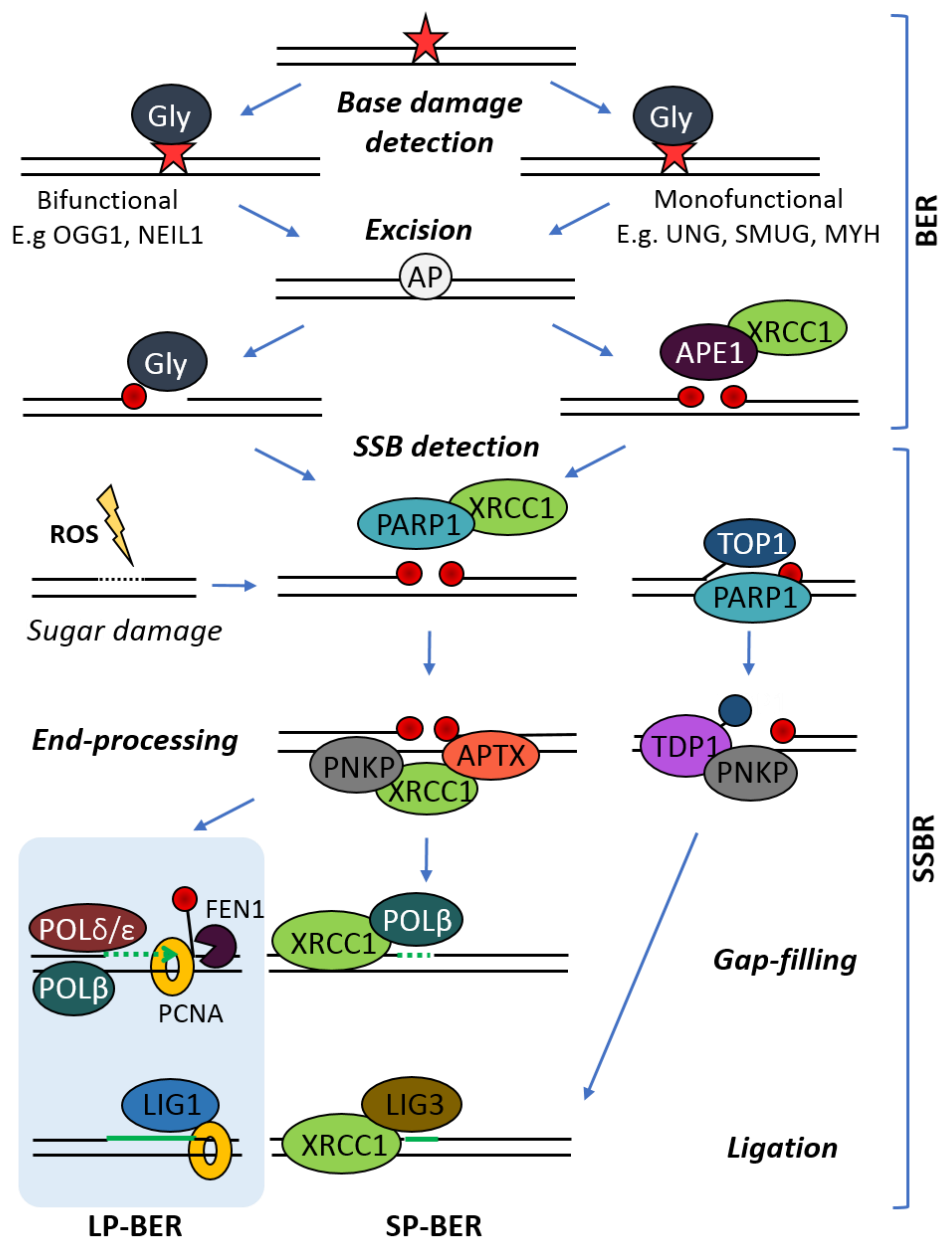 Base damage
detection
Gly
Gly
Bifunctional
E.g OGG1, NEIL1
Monofunctional
E.g. UNG, SMUG, MYH
BER
Excision
AP
Gly
APE1
XRCC1
SSB detection
ROS
Sugar damage
PARP1
XRCC1
TOP1
PARP1
End-processing
PNKP
XRCC1
APTX
TDP1
PNKP
SSBR
POLδ/ε
POLβ
FEN1
PCNA
XRCC1
POLβ
Gap-filling
LIG1
XRCC1
LIG3
Ligation
LP-BER
SP-BER